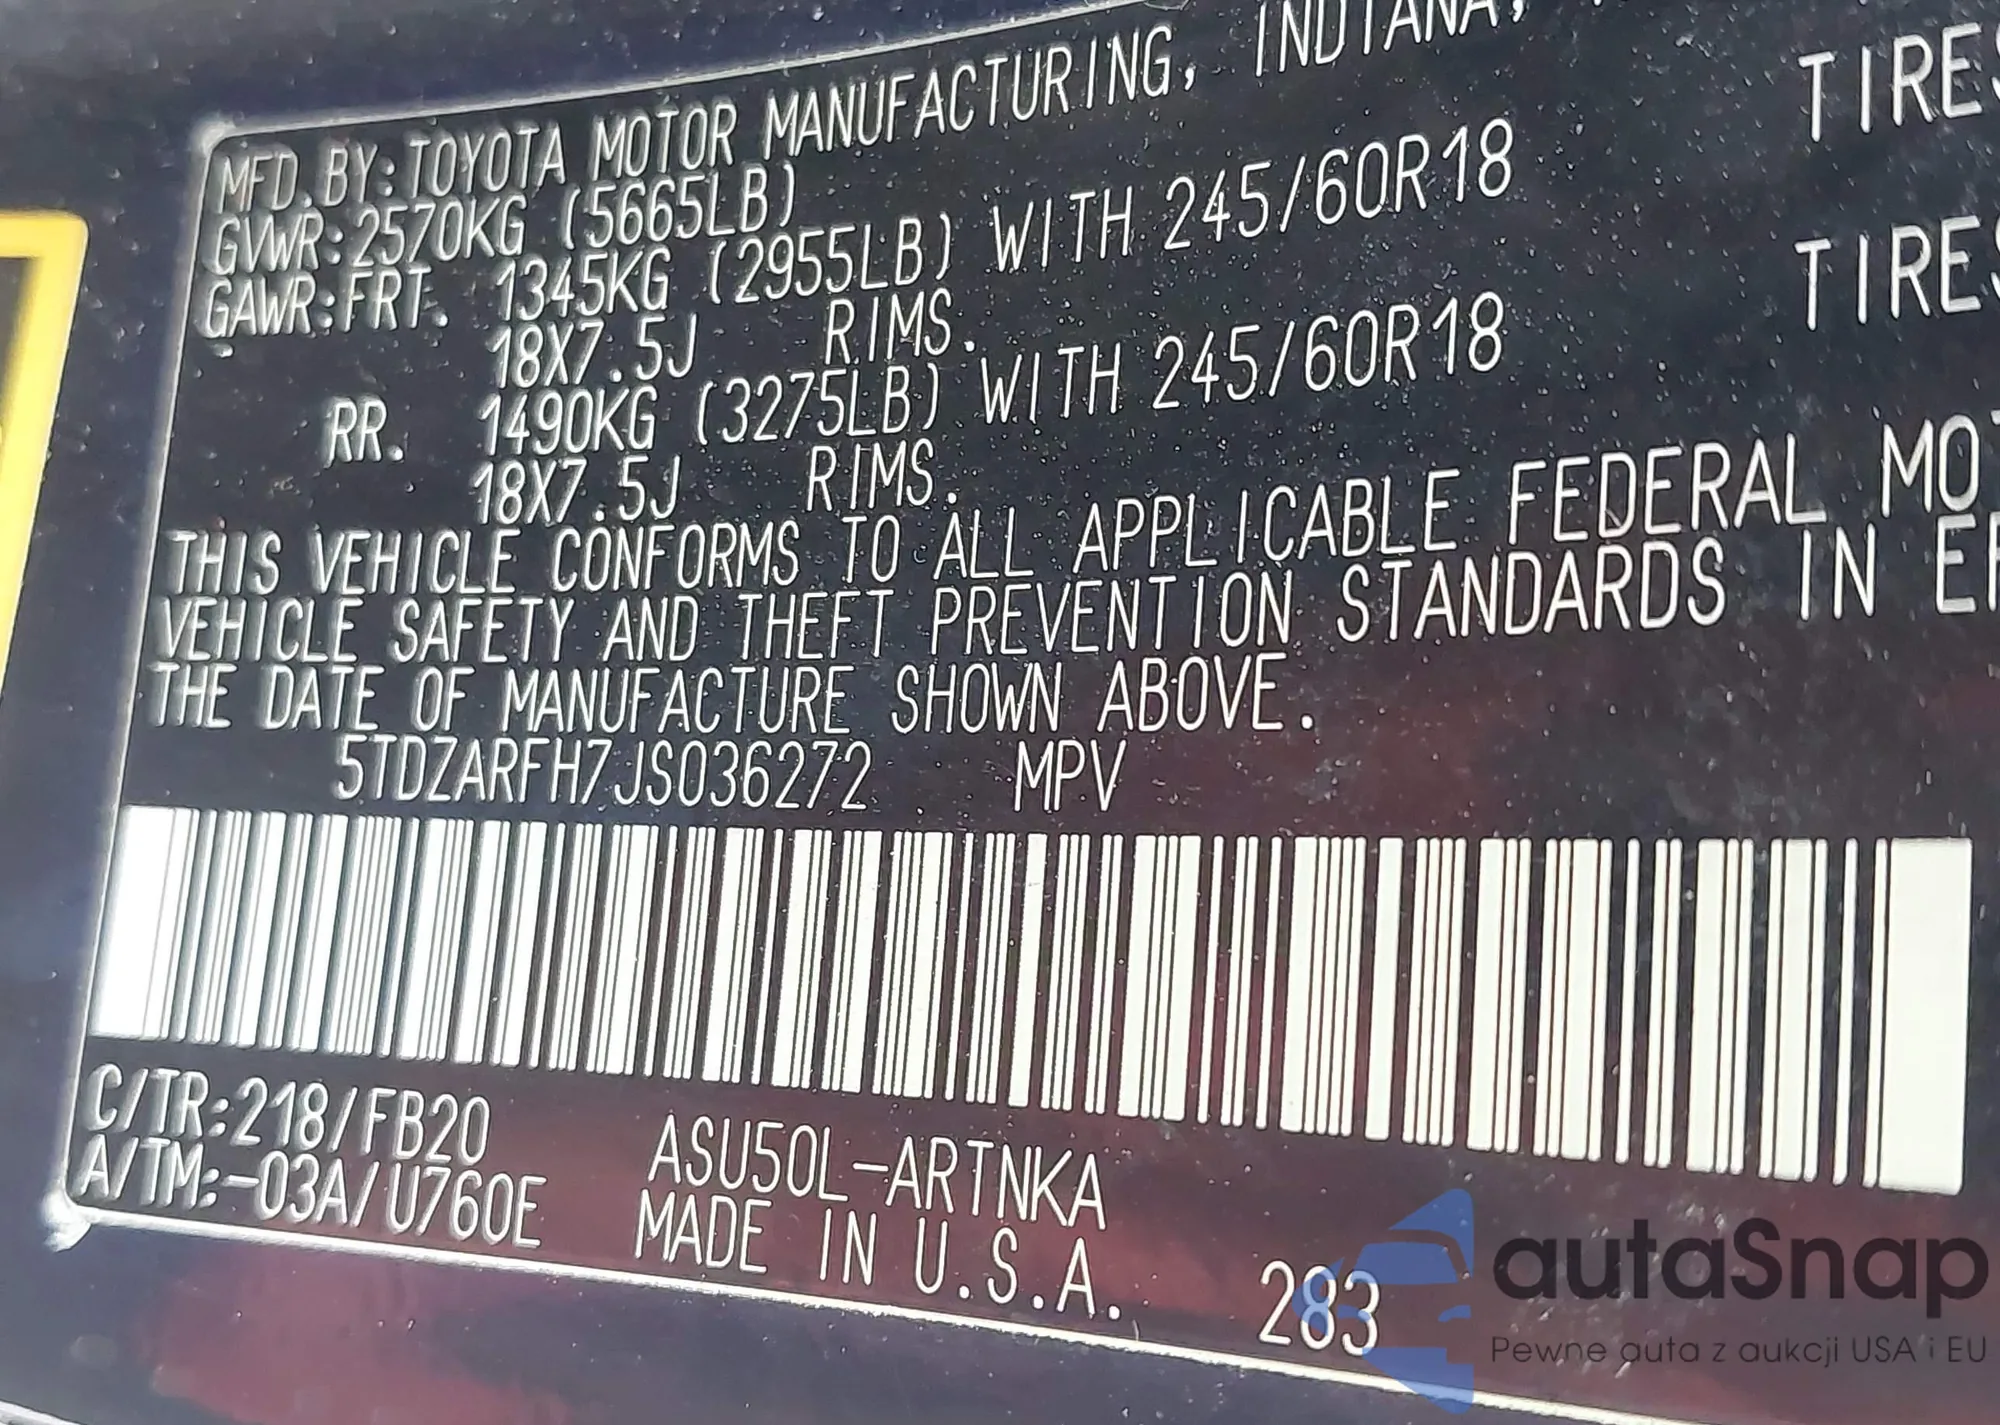 MFD. BY: TOYOTA MOTOR MANUFACTURING, INDIANA,
GVWR: 2570KG (5665LB)
GAWR: FRT. 1345KG (2955LB) WITH 245/60R18 TIRES
18X7.5J RIMS.
RR. 1490KG (3275LB) WITH 245/60R18 TIRES
18X7.5J RIMS.
THIS VEHICLE CONFORMS TO ALL APPLICABLE FEDERAL MOT
VEHICLE SAFETY AND THEFT PREVENTION STANDARDS IN EF
THE DATE OF MANUFACTURE SHOWN ABOVE.
5TDZARFH7JS036272 MPV
C/TR: 218/FB20 ASU50L-ARTNKA
A/TM: -03A/U760E MADE IN U.S.A. 283
autaSnap
Pewne auta z aukcji USA i EU